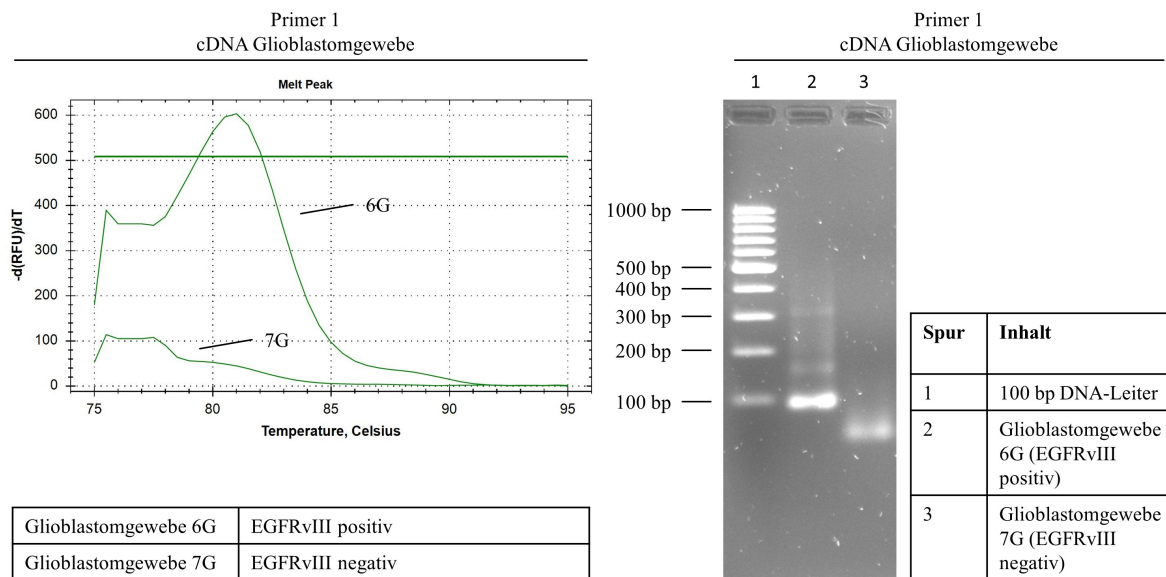 Primer 1
cDNA Glioblastomgewebe
Melt Peak
600
500
400
300
200
100
0
-d(RFU)/dT
6G
7G
75
80
85
90
95
Temperature, Celsius
Glioblastomgewebe 6G EGFRvIII positiv
Glioblastomgewebe 7G EGFRvIII negativ
Primer 1
cDNA Glioblastomgewebe
1 2 3
1000 bp
500 bp
400 bp
300 bp
200 bp
100 bp
Spur Inhalt
1 100 bp DNA-Leiter
2 Glioblastomgewebe
6G (EGFRvIII
positiv)
3 Glioblastomgewebe
7G (EGFRvIII
negativ)